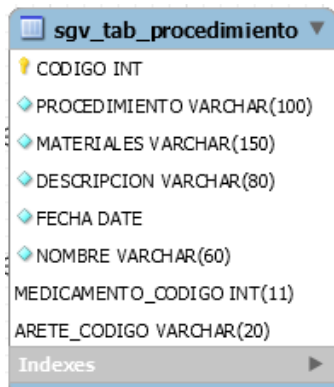 sgv_tab_procedimiento
CODIGO INT
PROCEDIMIENTO VARCHAR(100)
MATERIALES VARCHAR(150)
DESCRIPCION VARCHAR(80)
FECHA DATE
NOMBRE VARCHAR(60)
MEDICAMENTO_CODIGO INT(11)
ARETE_CODIGO VARCHAR(20)
Indexes